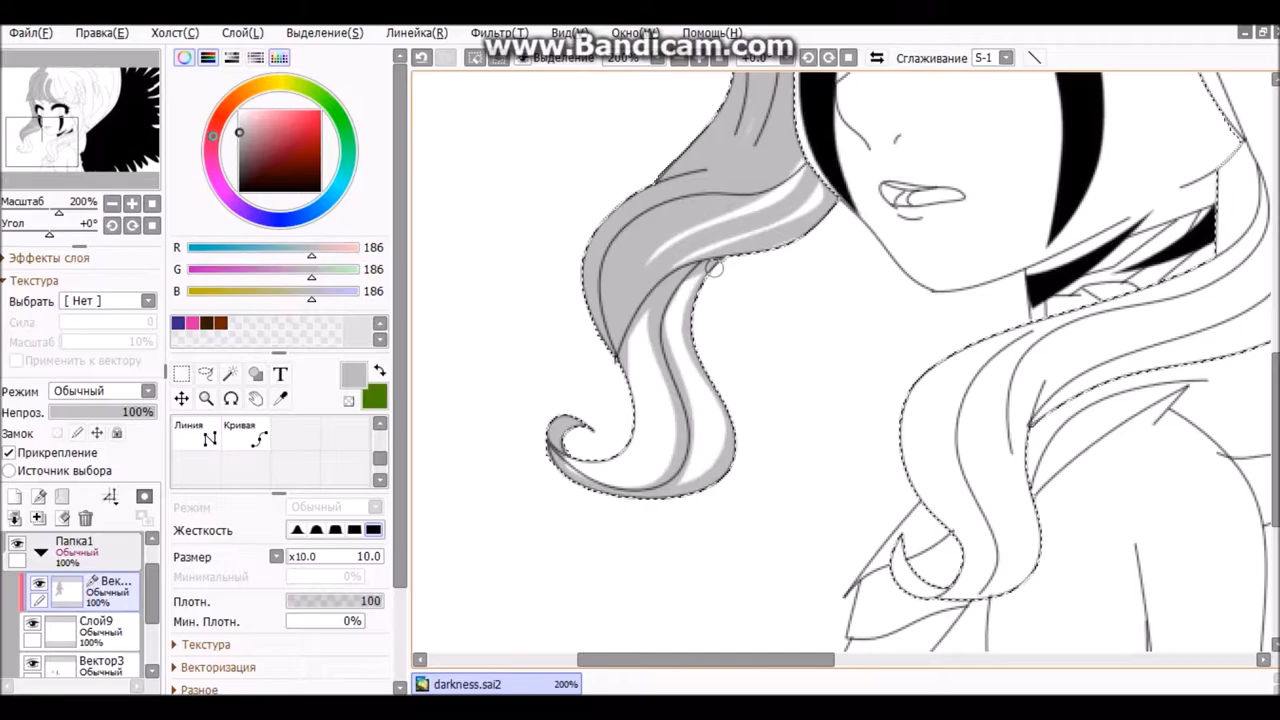 Файл(F) Правка(E) Холст(C) Слой(L) Выделение(S) Линейка(R) Фильтр(T) Вид(V) Окно(W) Помощь(H)
www.Bandicam.com
Выделение 200% Сглаживание S-1
Масштаб 200%
Угол +0°
Эффекты слоя
Текстура
Выбрать [ Нет ]
Сила 0
Масштаб 10%
Применить к вектору
Режим Обычный
Непроз. 100%
Замок
Прикрепление
Источник выбора
Папка1
Обычный
100%
Век...
Обычный
100%
Слой9
Обычный
100%
Вектор3
Обычный
R 186
G 186
B 186
T
Линия Кривая
Режим Обычный
Жесткость
Размер x10.0 10.0
Минимальный 0%
Плотн. 100
Мин. Плотн. 0%
Текстура
Векторизация
Разное
darkness.sai2 200%